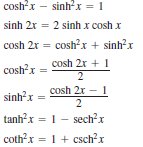 cosh²x − sinh²x = 1
sinh 2x = 2 sinh x cosh x
cosh 2x = cosh²x + sinh²x
cosh²x = (cosh 2x + 1)/2
sinh²x = (cosh 2x − 1)/2
tanh²x = 1 − sech²x
coth²x = 1 + csch²x